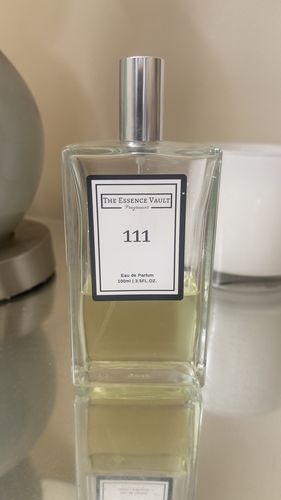 THE ESSENCE VAULT
Fragrances
111
Eau de Parfum
100ml | 3.5FL.OZ.